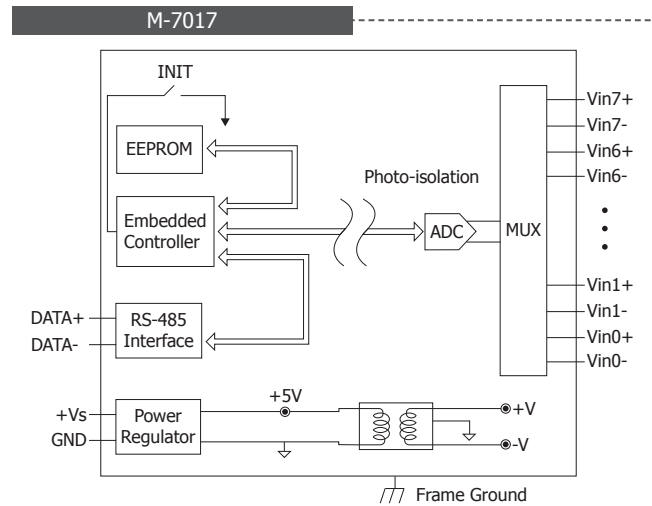 M-7017
INIT
EEPROM
Embedded
Controller
RS-485
Interface
DATA+
DATA-
Photo-isolation
ADC
MUX
Vin7+
Vin7-
Vin6+
Vin6-
Vin1+
Vin1-
Vin0+
Vin0-
+Vs
GND
Power
Regulator
+5V
+V
-V
Frame Ground